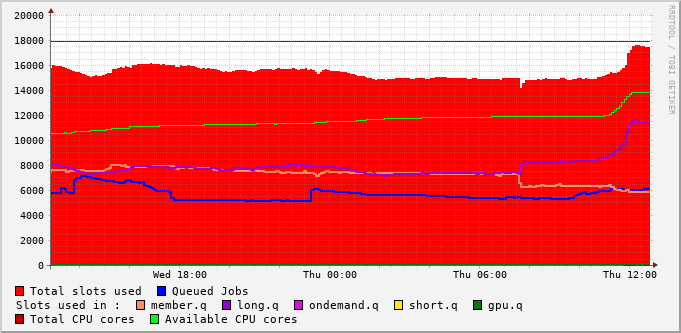 RRDTOOL / TOBI OETIKER
20000
18000
16000
14000
12000
10000
8000
6000
4000
2000
0
Wed 18:00 Thu 00:00 Thu 06:00 Thu 12:00
Total slots used Queued Jobs
Slots used in : member.q long.q ondemand.q short.q gpu.q
Total CPU cores Available CPU cores